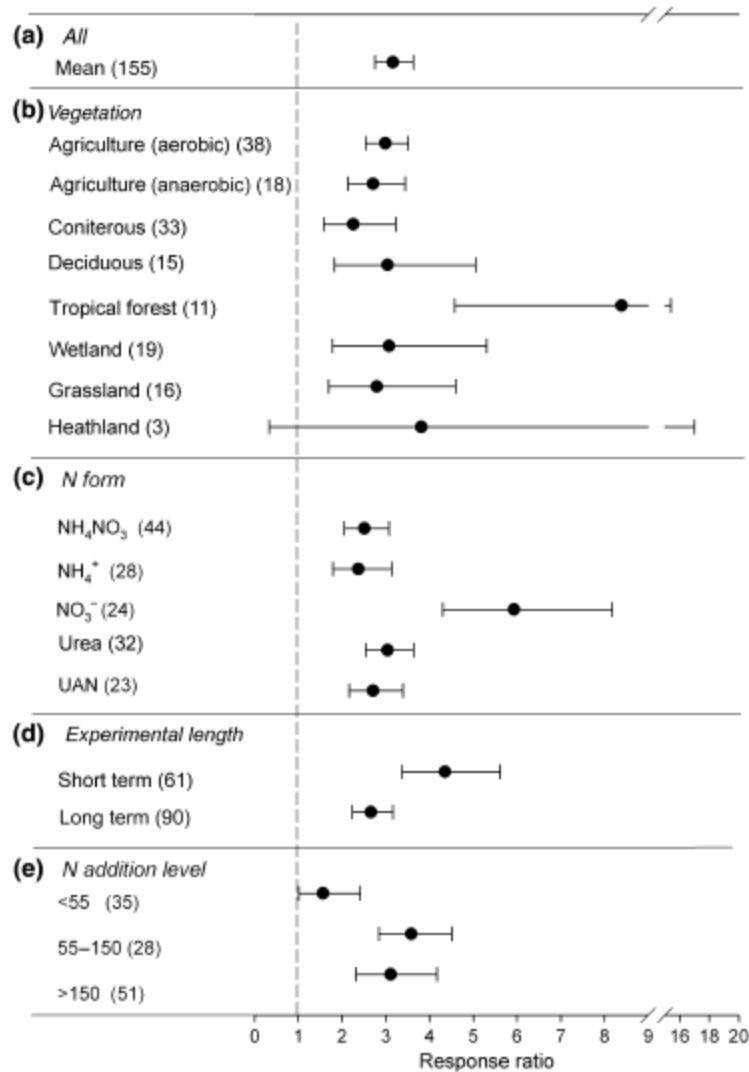 (a) All
Mean (155)
(b) Vegetation
Agriculture (aerobic) (38)
Agriculture (anaerobic) (18)
Coniterous (33)
Deciduous (15)
Tropical forest (11)
Wetland (19)
Grassland (16)
Heathland (3)
(c) N form
NH₄NO₃ (44)
NH₄⁺ (28)
NO₃⁻ (24)
Urea (32)
UAN (23)
(d) Experimental length
Short term (61)
Long term (90)
(e) N addition level
<55 (35)
55–150 (28)
>150 (51)
0 1 2 3 4 5 6 7 8 9 16 18 20
Response ratio